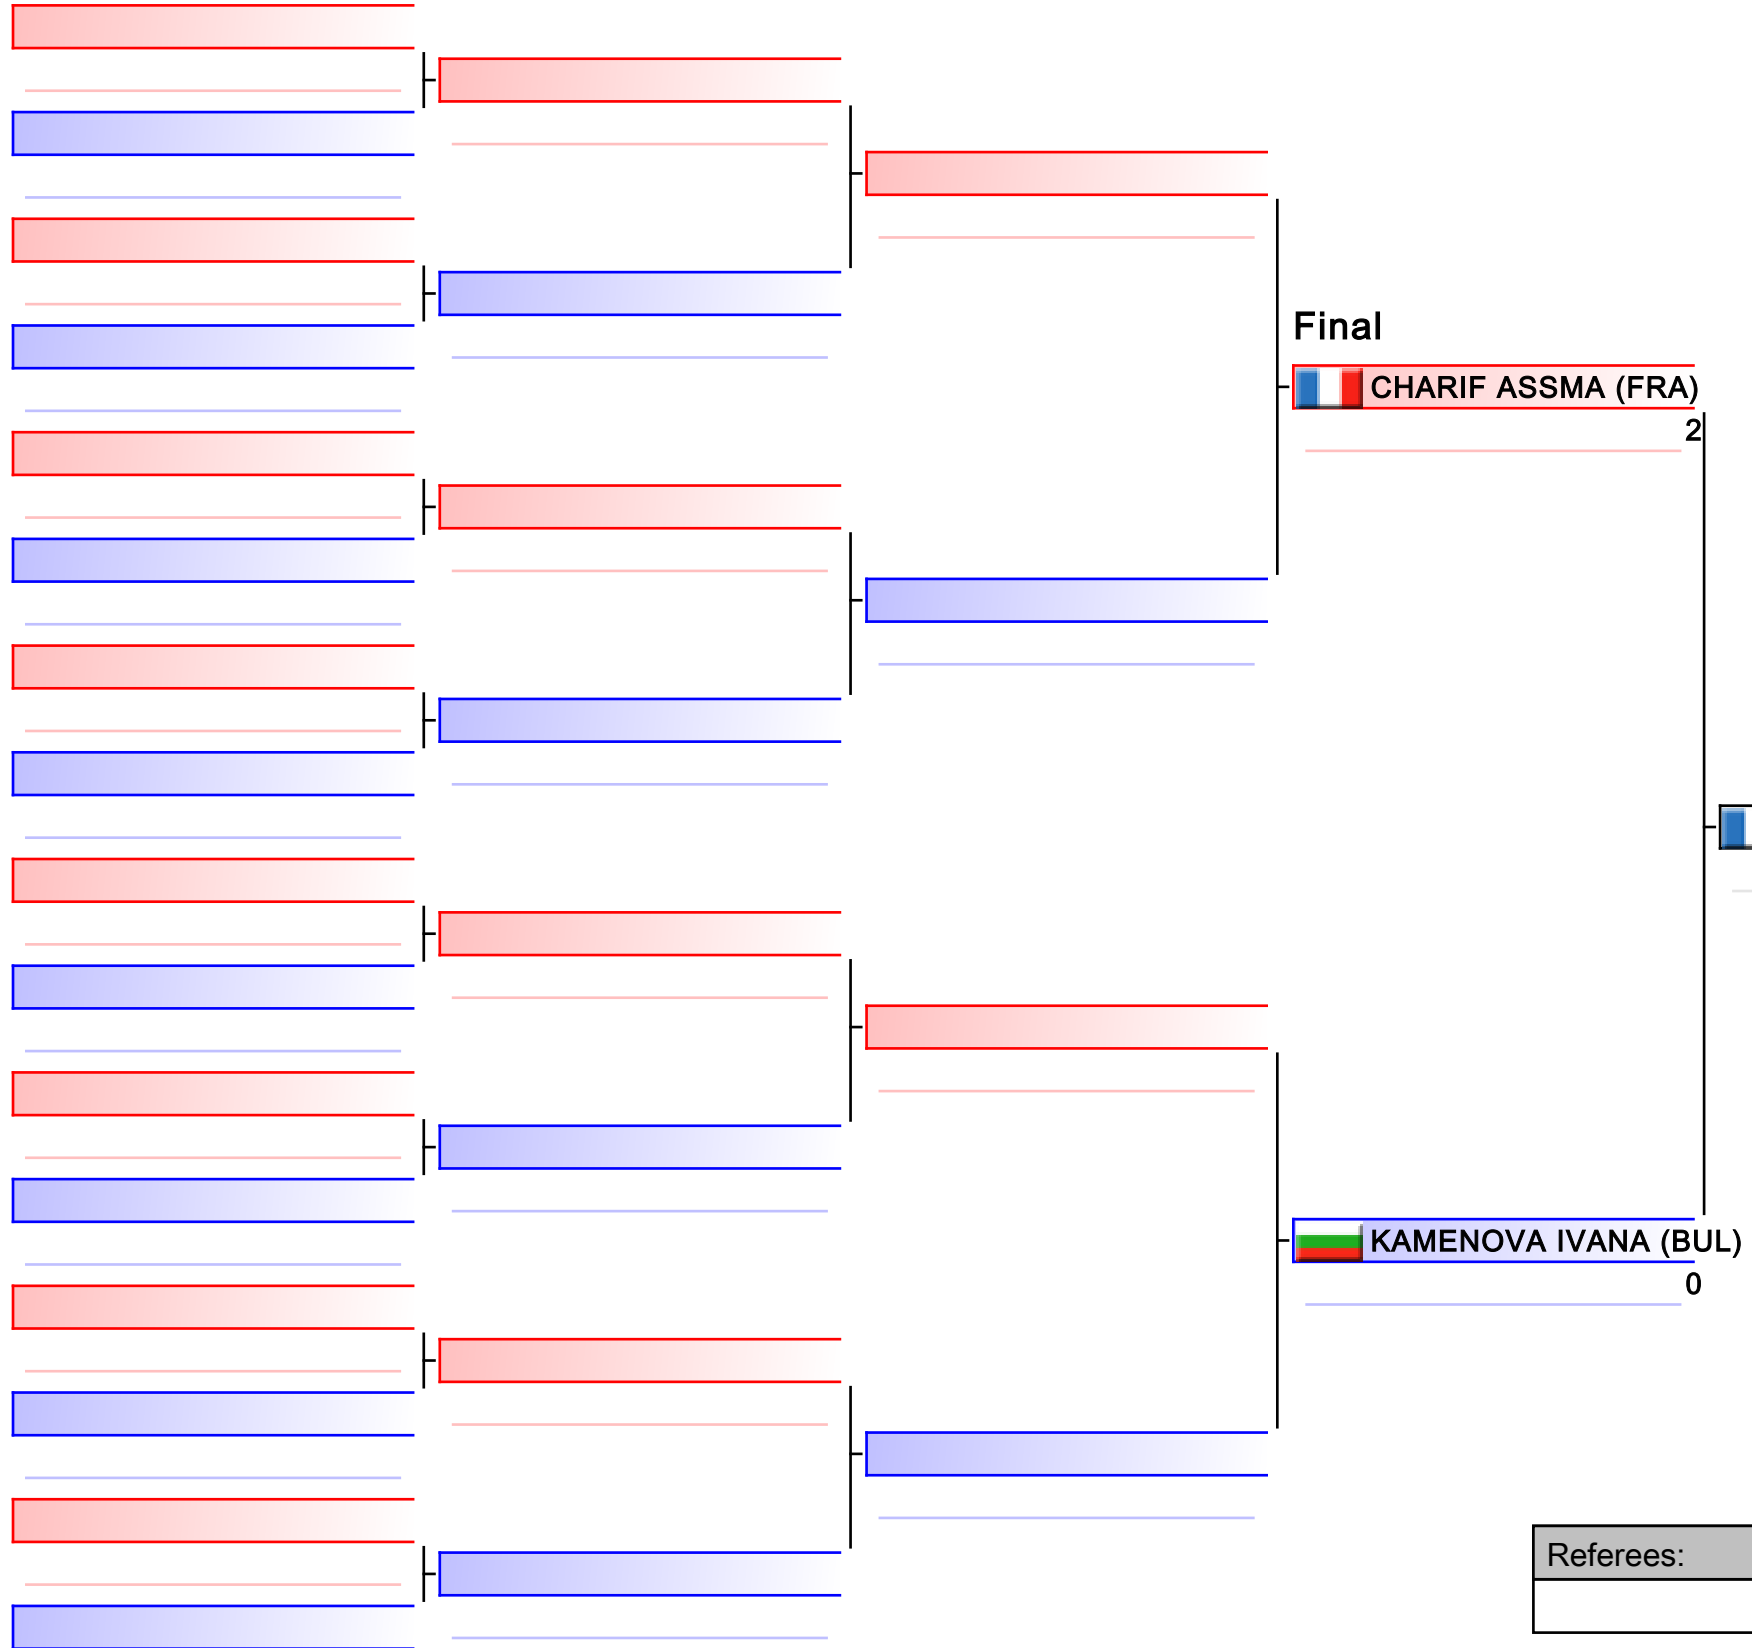 Final
CHARIF ASSMA (FRA)
2
KAMENOVA IVANA (BUL)
0
Referees: